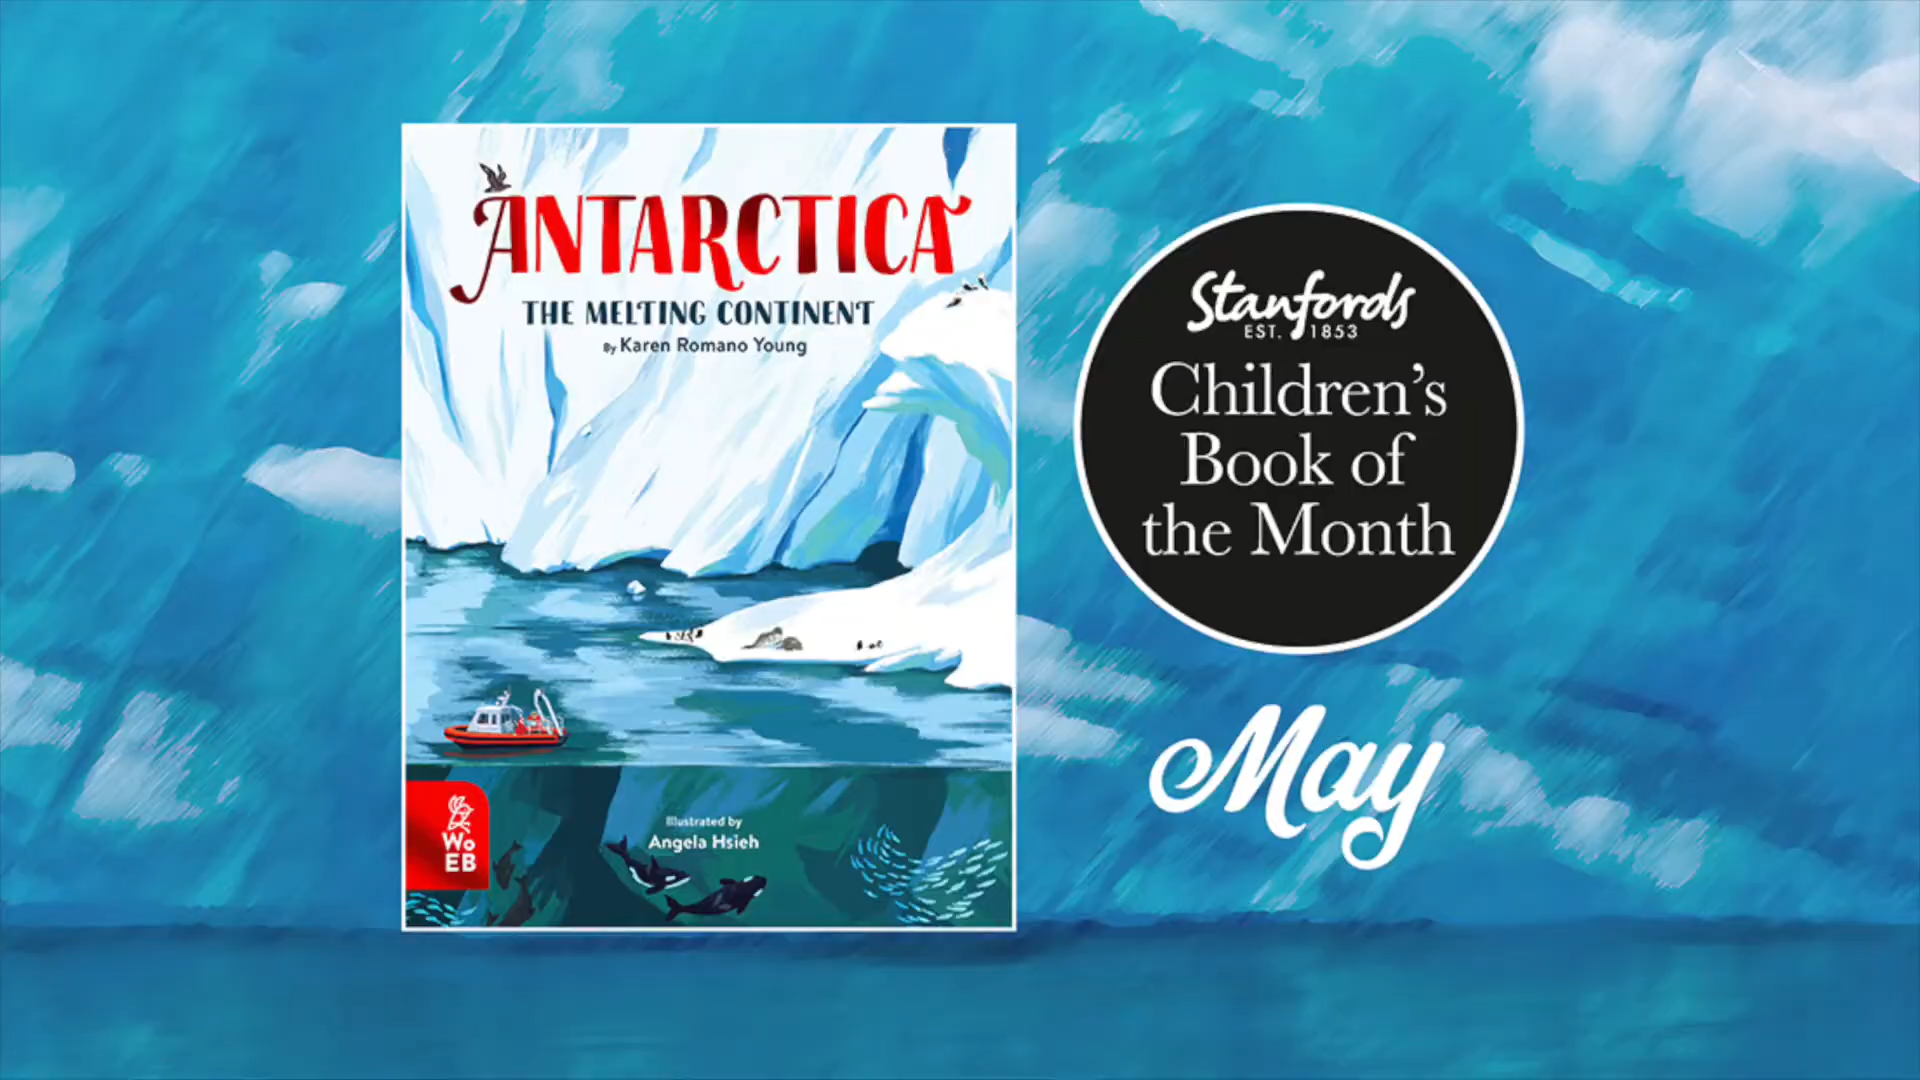 ANTARCTICA
THE MELTING CONTINENT
By Karen Romano Young
Illustrated by
Angela Hsieh
Wo
EB
Stanfords
EST. 1853
Children's
Book of
the Month
May